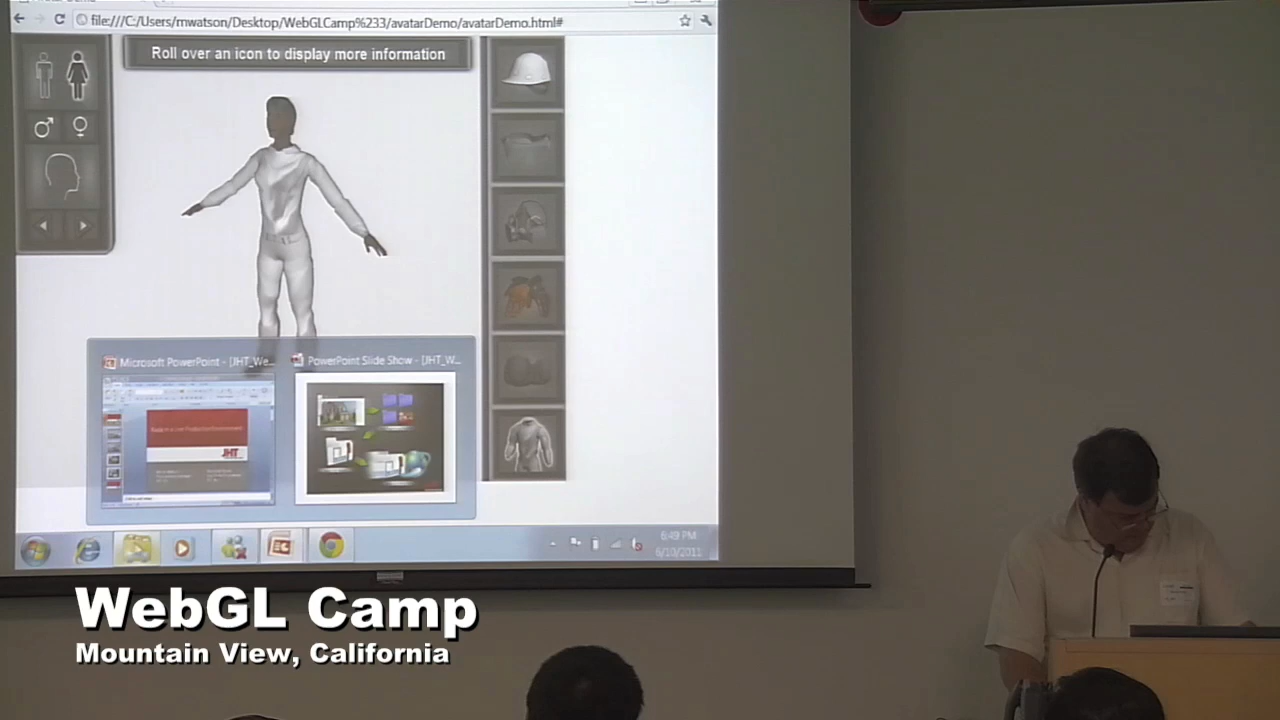 file:///C:/Users/mwatson/Desktop/WebGLCamp%233/avatarDemo/avatarDemo.html#
Roll over an icon to display more information
Microsoft PowerPoint - [JHT_We...
PowerPoint Slide Show - [JHT_W...
JHT
6:49 PM
6/10/2011
WebGL Camp
Mountain View, California